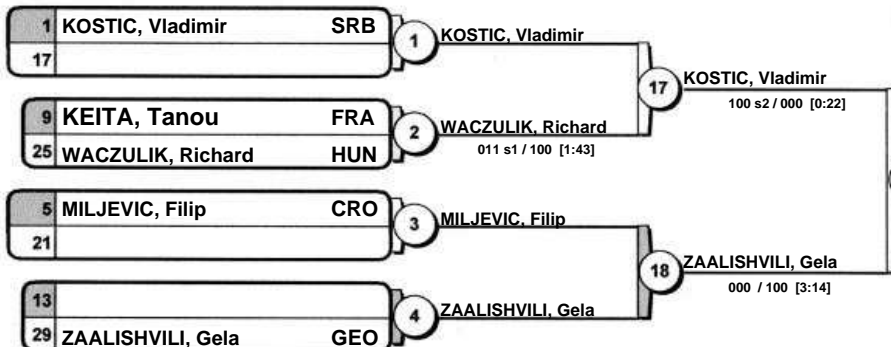 1 KOSTIC, Vladimir SRB
17
1
KOSTIC, Vladimir
9 KEITA, Tanou FRA
25 WACZULIK, Richard HUN
2
WACZULIK, Richard
011 s1 / 100 [1:43]
17
KOSTIC, Vladimir
100 s2 / 000 [0:22]
5 MILJEVIC, Filip CRO
21
3
MILJEVIC, Filip
13
29 ZAALISHVILI, Gela GEO
4
ZAALISHVILI, Gela
18
ZAALISHVILI, Gela
000 / 100 [3:14]